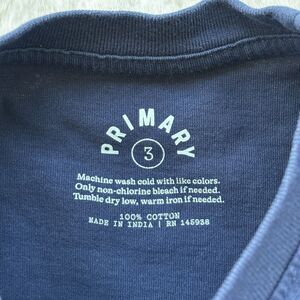 PRIMARY
3
Machine wash cold with like colors.
Only non-chlorine bleach if needed.
Tumble dry low, warm iron if needed.
100% COTTON
MADE IN INDIA | RN 145938